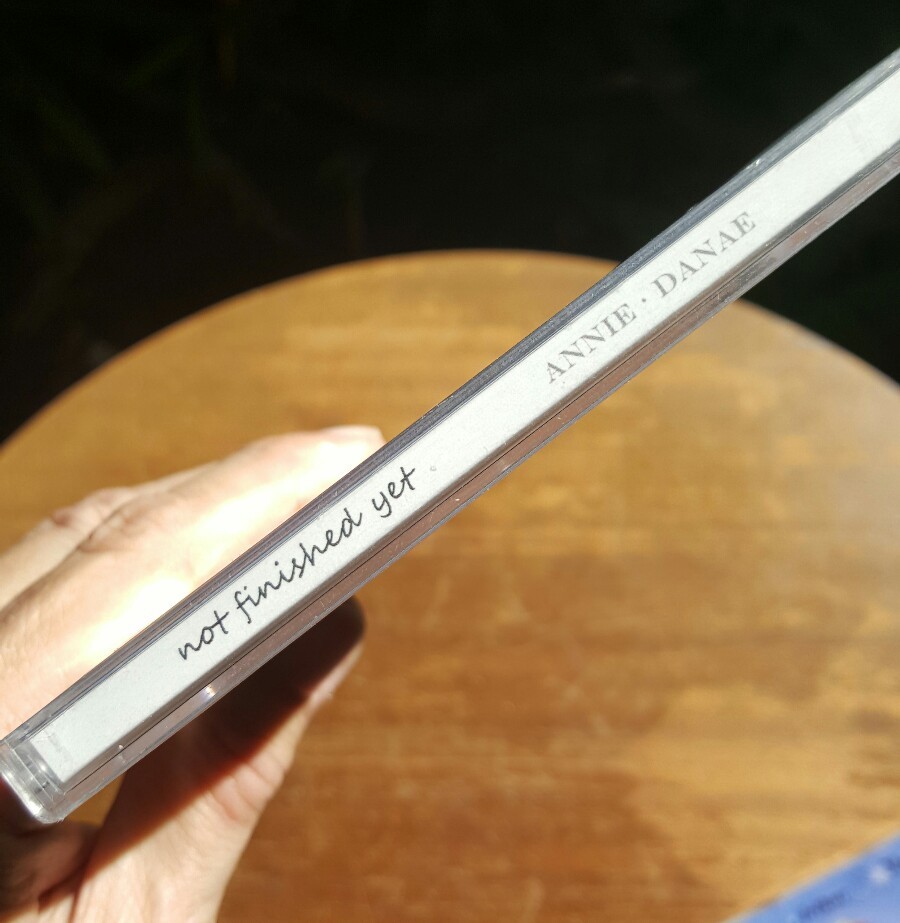 not finished yet
ANNIE · DANAE